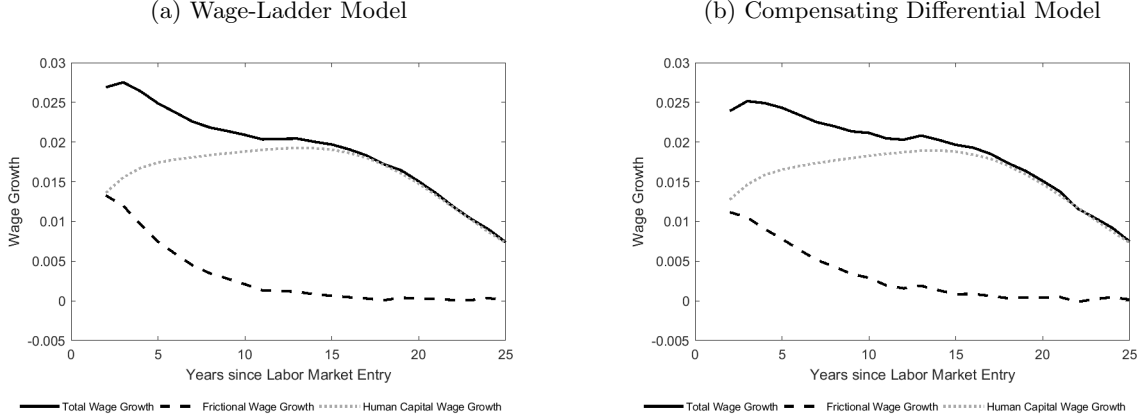 (a) Wage-Ladder Model
0.03
0.025
0.02
0.015
0.01
0.005
0
-0.005
Wage Growth
0 5 10 15 20 25
Years since Labor Market Entry
Total Wage Growth Frictional Wage Growth Human Capital Wage Growth
(b) Compensating Differential Model
0.03
0.025
0.02
0.015
0.01
0.005
0
-0.005
Wage Growth
0 5 10 15 20 25
Years since Labor Market Entry
Total Wage Growth Frictional Wage Growth Human Capital Wage Growth